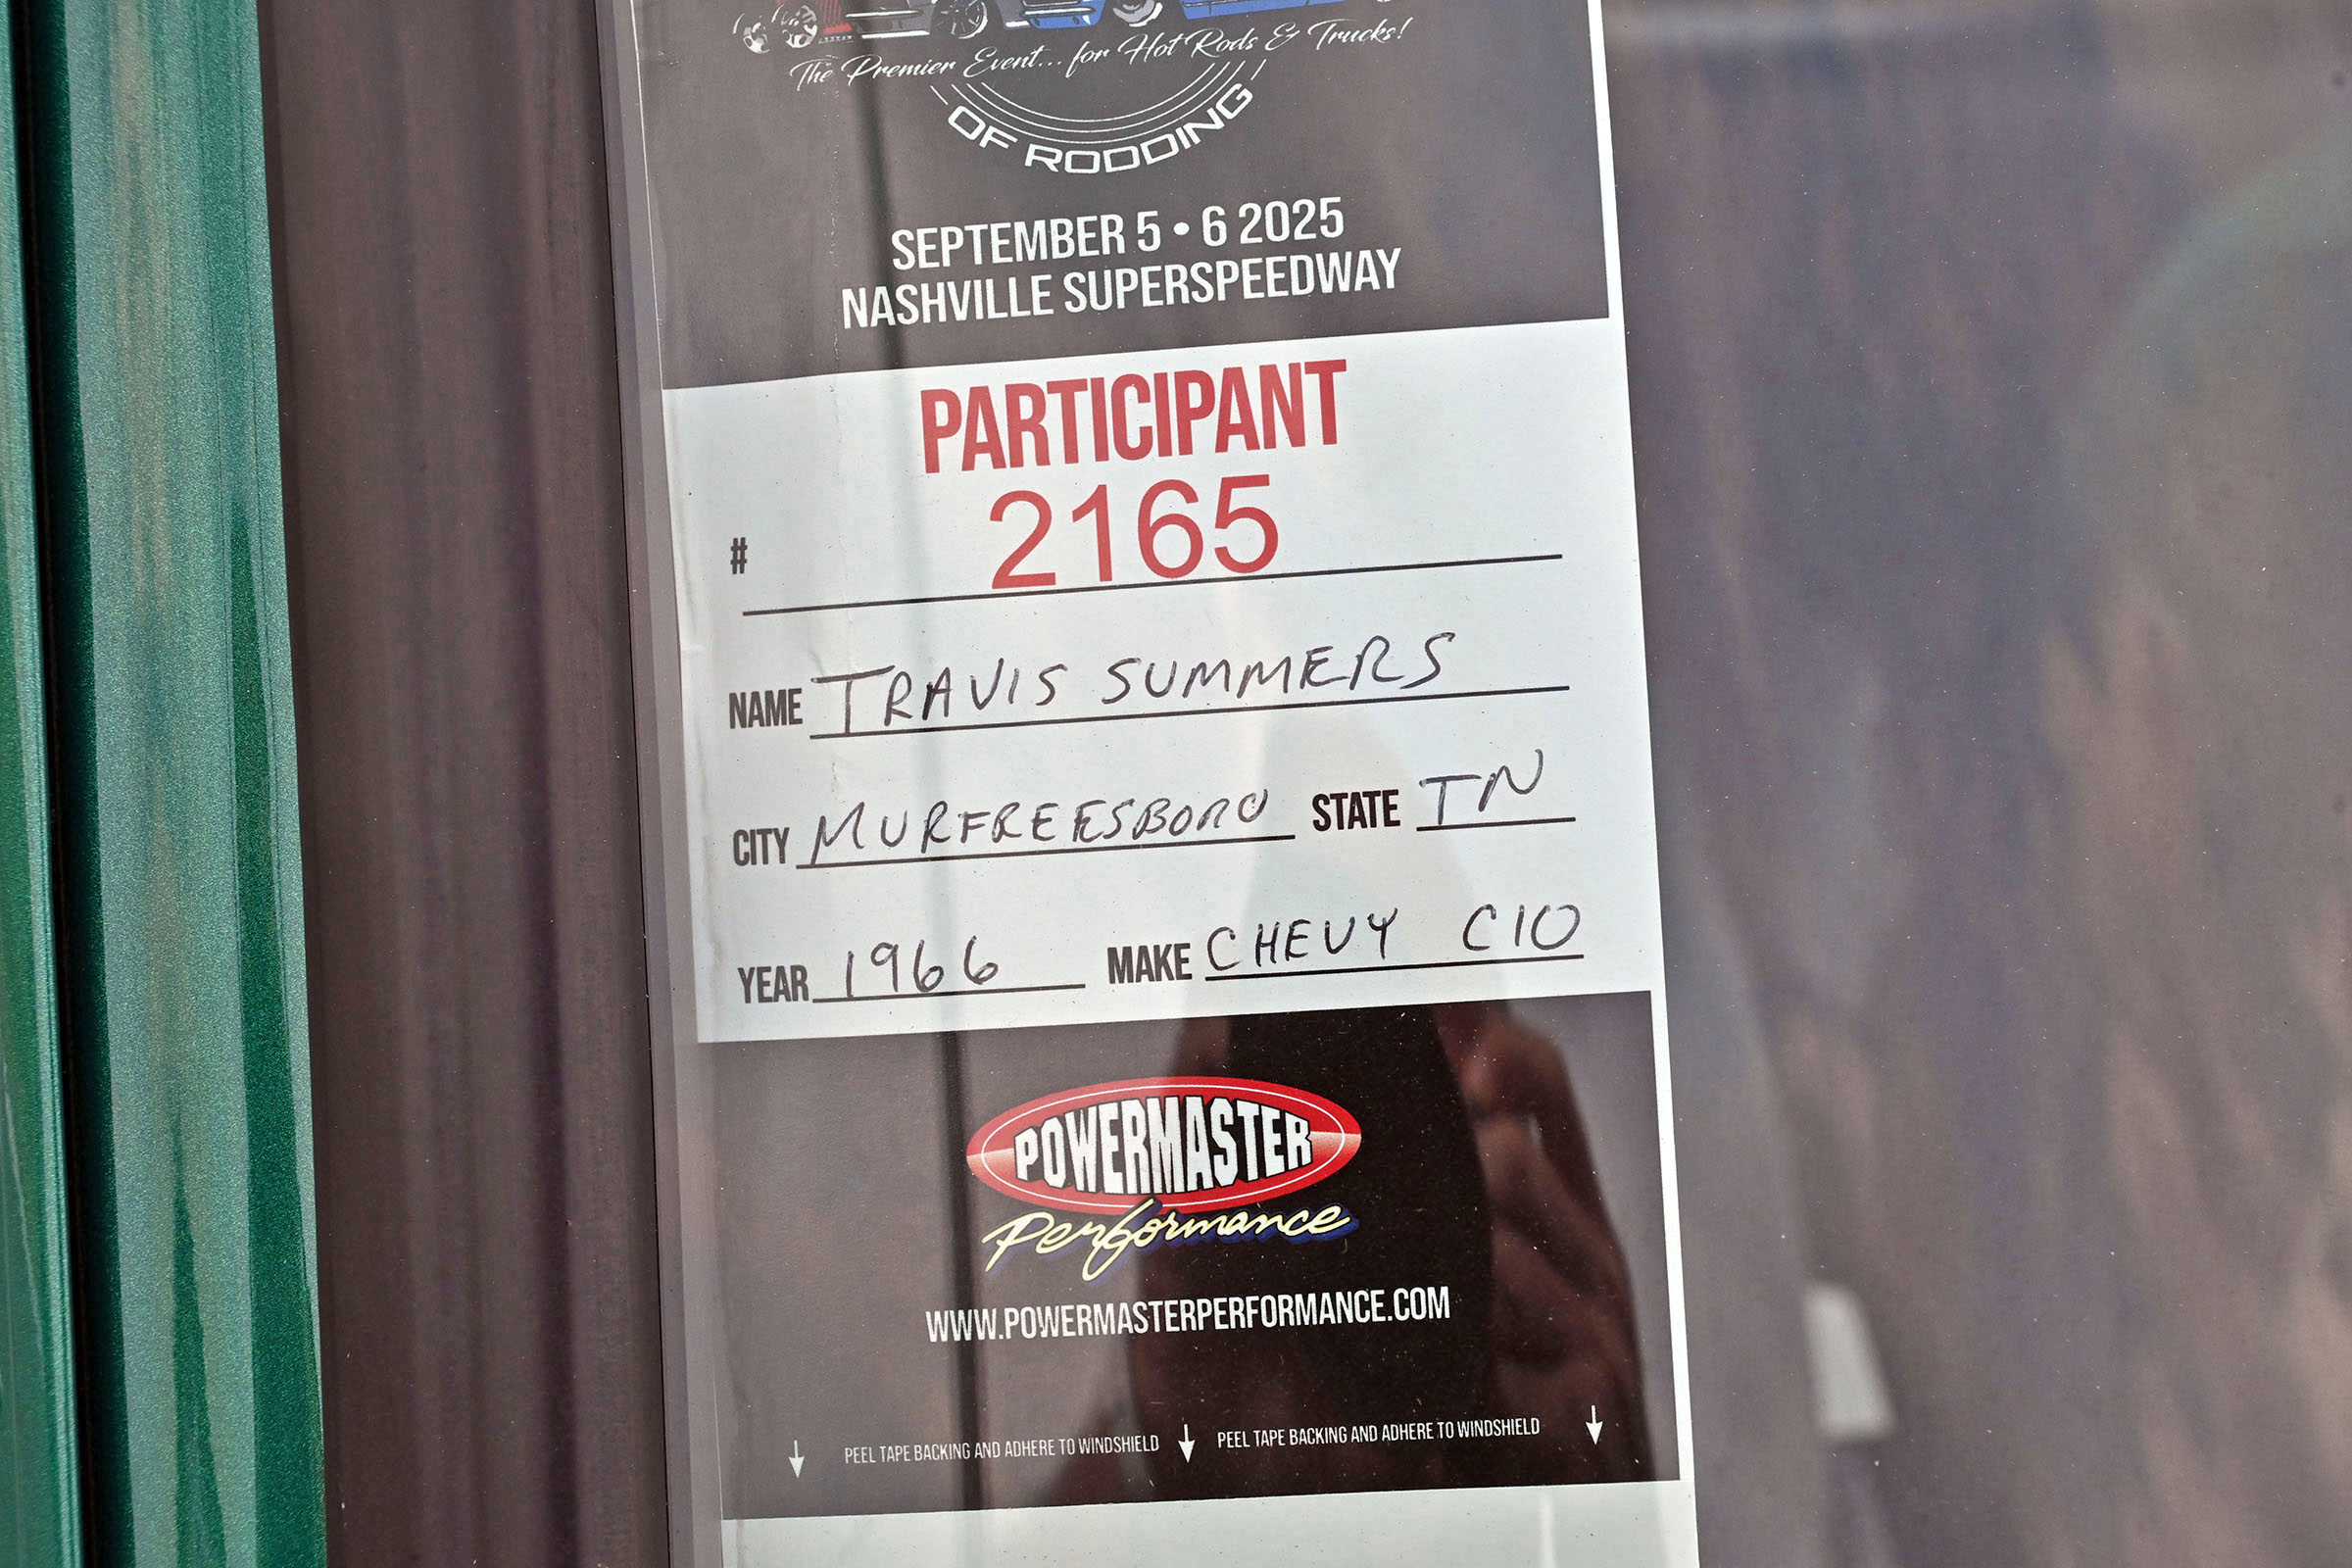 The Premier Event... for Hot Rods & Trucks!
OF RODDING
SEPTEMBER 5 • 6 2025
NASHVILLE SUPERSPEEDWAY
PARTICIPANT
# 2165
NAME TRAVIS SUMMERS
CITY MURFREESBORO STATE TN
YEAR 1966 MAKE CHEVY C10
POWERMASTER
Performance
WWW.POWERMASTERPERFORMANCE.COM
PEEL TAPE BACKING AND ADHERE TO WINDSHIELD PEEL TAPE BACKING AND ADHERE TO WINDSHIELD